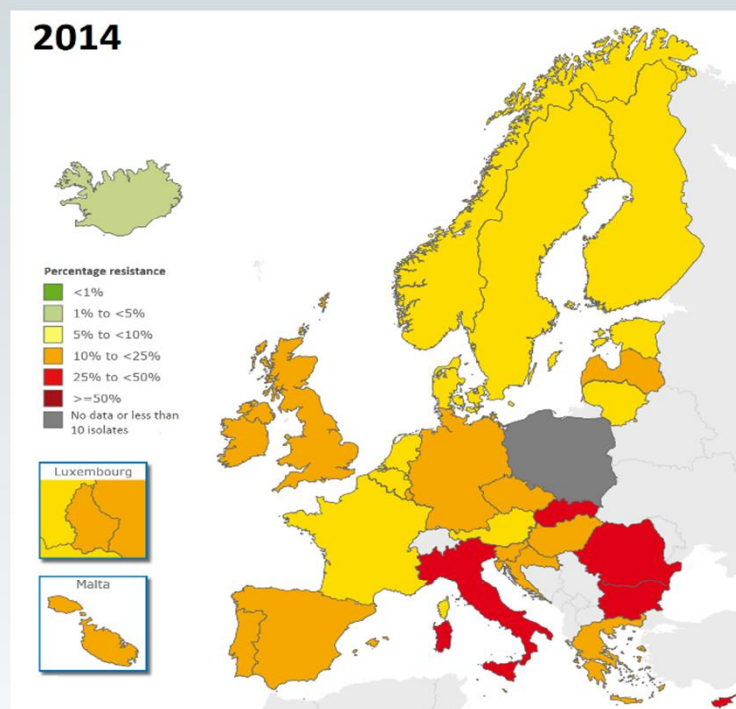 2014
Percentage resistance
<1%
1% to <5%
5% to <10%
10% to <25%
25% to <50%
>=50%
No data or less than
10 isolates
Luxembourg
Malta